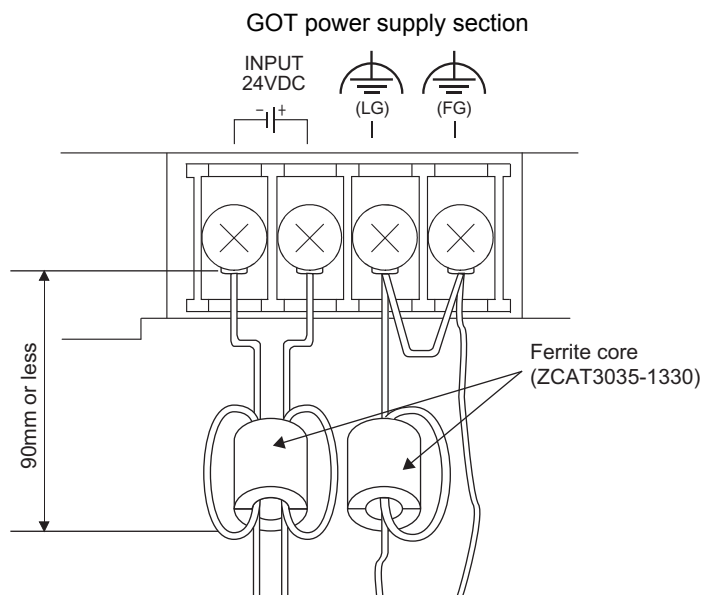 GOT power supply section
INPUT
24VDC
− +
(LG)
(FG)
Ferrite core
(ZCAT3035-1330)
90mm or less